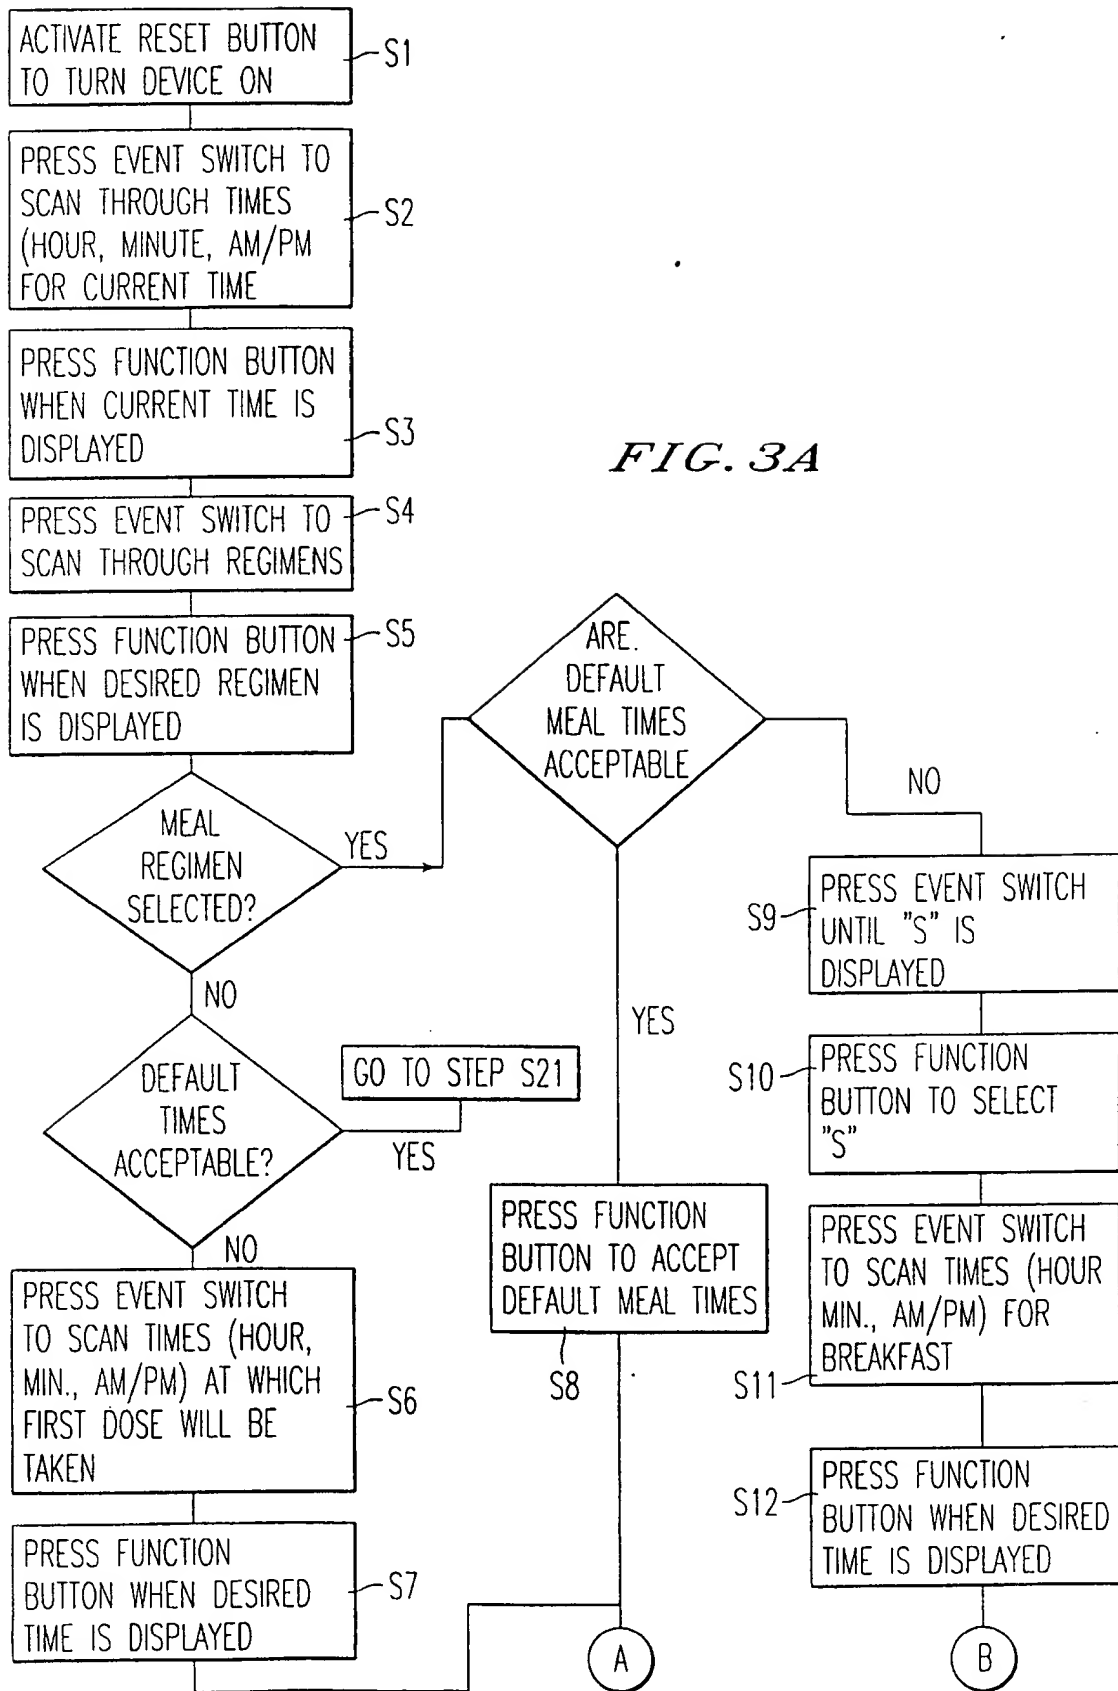 ACTIVATE RESET BUTTON
TO TURN DEVICE ON
S1
PRESS EVENT SWITCH TO
SCAN THROUGH TIMES
(HOUR, MINUTE, AM/PM
FOR CURRENT TIME
S2
PRESS FUNCTION BUTTON
WHEN CURRENT TIME IS
DISPLAYED
S3
FIG. 3A
PRESS EVENT SWITCH TO
SCAN THROUGH REGIMENS
S4
PRESS FUNCTION BUTTON
WHEN DESIRED REGIMEN
IS DISPLAYED
S5
MEAL
REGIMEN
SELECTED?
YES
NO
DEFAULT
TIMES
ACCEPTABLE?
YES
GO TO STEP S21
NO
PRESS EVENT SWITCH
TO SCAN TIMES (HOUR,
MIN., AM/PM) AT WHICH
FIRST DOSE WILL BE
TAKEN
S6
PRESS FUNCTION
BUTTON WHEN DESIRED
TIME IS DISPLAYED
S7
ARE.
DEFAULT
MEAL TIMES
ACCEPTABLE
YES
PRESS FUNCTION
BUTTON TO ACCEPT
DEFAULT MEAL TIMES
S8
A
NO
PRESS EVENT SWITCH
UNTIL "S" IS
DISPLAYED
S9
PRESS FUNCTION
BUTTON TO SELECT
"S"
S10
PRESS EVENT SWITCH
TO SCAN TIMES (HOUR
MIN., AM/PM) FOR
BREAKFAST
S11
PRESS FUNCTION
BUTTON WHEN DESIRED
TIME IS DISPLAYED
S12
B